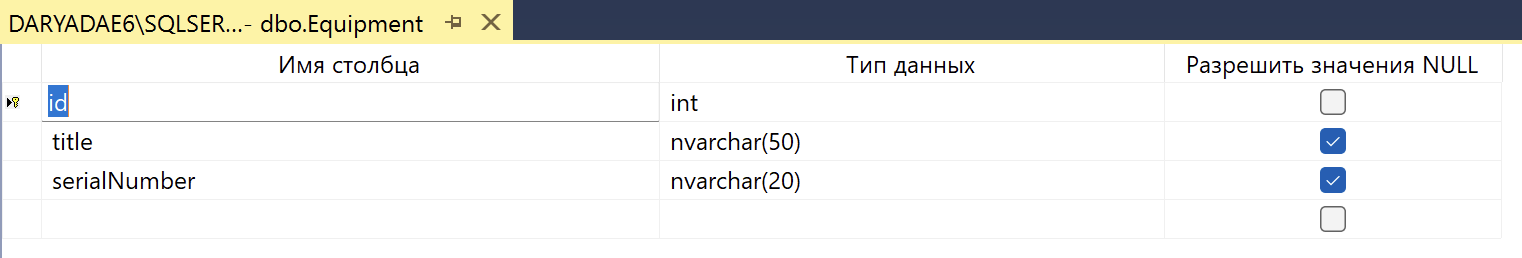 DARYADAE6\SQLSER...- dbo.Equipment
Имя столбца Тип данных Разрешить значения NULL
id int
title nvarchar(50)
serialNumber nvarchar(20)